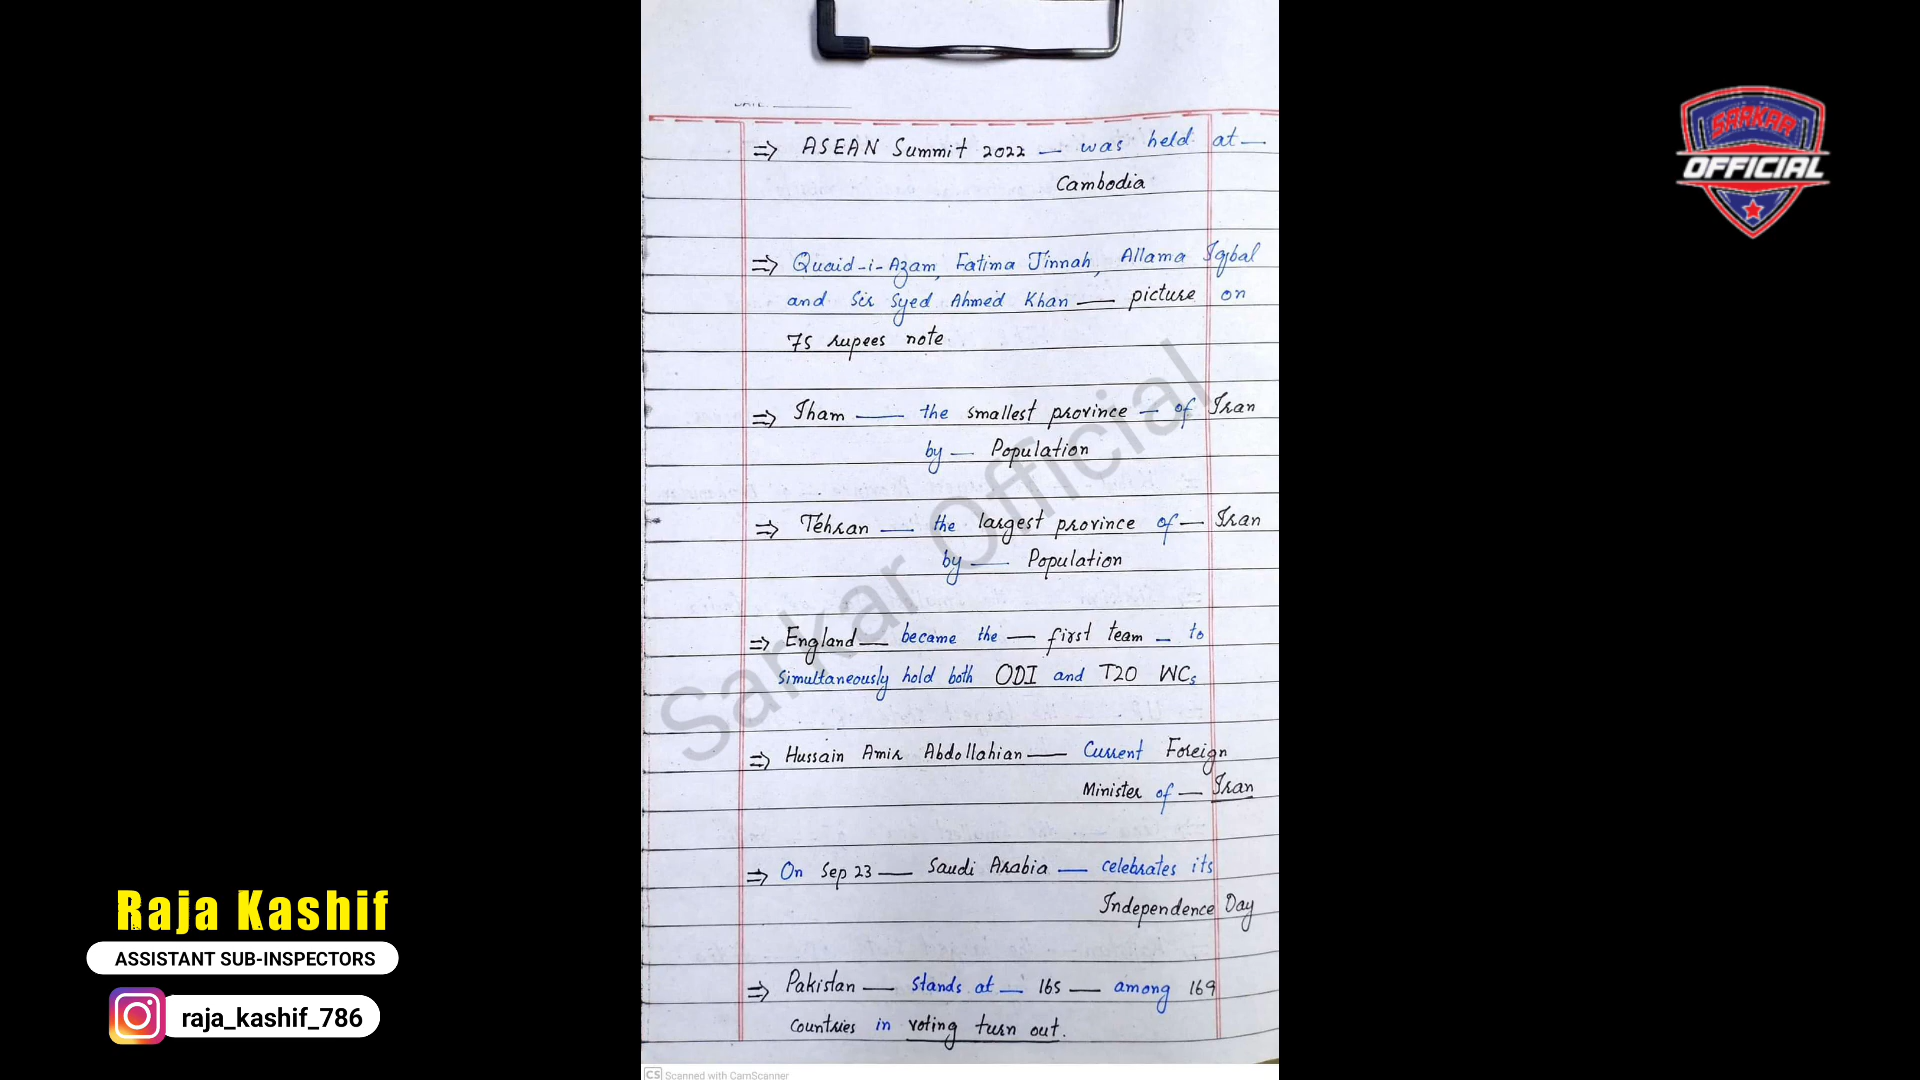 DATE
⇒ ASEAN Summit 2022 — was held at —
Cambodia
⇒ Quaid-i-Azam, Fatima Jinnah, Allama Iqbal
and Sir Syed Ahmed Khan — picture on
75 rupees note
⇒ Iham — the smallest province — of Iran
by — Population
⇒ Tehran — the largest province of — Iran
by — Population
⇒ England — became the — first team — to
Simultaneously hold both ODI and T20 WCs
⇒ Hussain Amir Abdollahian — Current Foreign
Minister of — Iran
⇒ On Sep 23 — Saudi Arabia — celebrates its
Independence Day
⇒ Pakistan — stands at — 165 — among 169
Countries in voting turn out.
Sarkar Official
CS Scanned with CamScanner
SARKAR
OFFICIAL
Raja Kashif
ASSISTANT SUB-INSPECTORS
raja_kashif_786